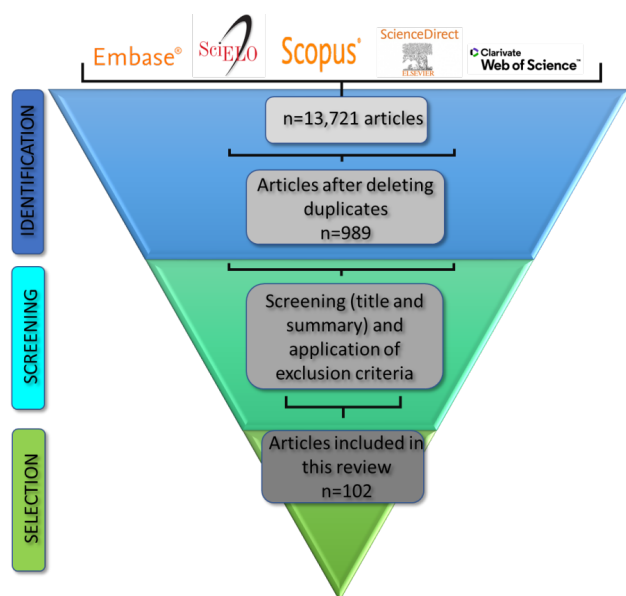 Embase®
SciELO
Scopus®
ScienceDirect
ELSEVIER
Clarivate
Web of Science™
IDENTIFICATION
n=13,721 articles
Articles after deleting
duplicates
n=989
SCREENING
Screening (title and
summary) and
application of
exclusion criteria
SELECTION
Articles included in
this review
n=102